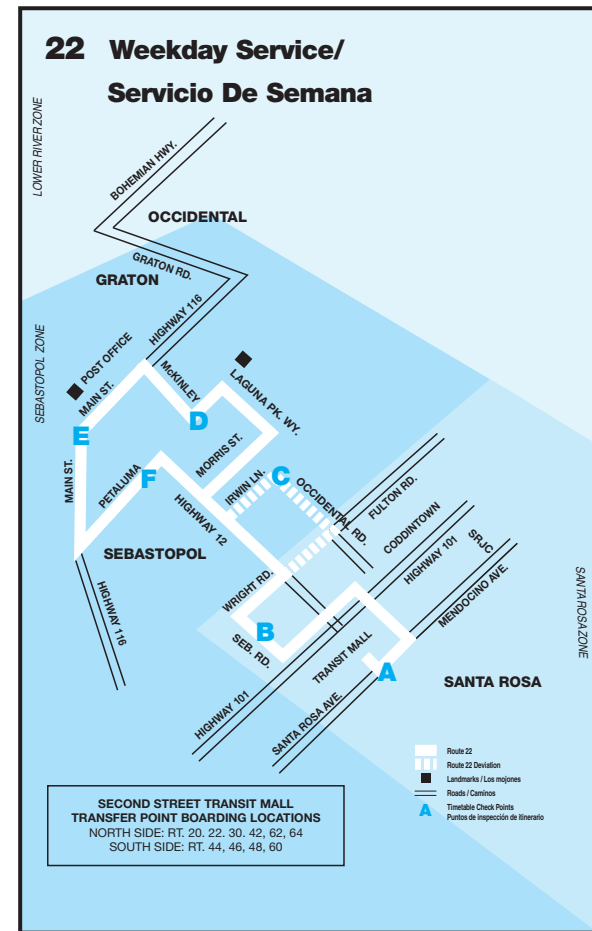 22 Weekday Service/
Servicio De Semana
LOWER RIVER ZONE
BOHEMIAN HWY.
OCCIDENTAL
GRATON RD.
GRATON
HIGHWAY 116
SEBASTOPOL ZONE
POST OFFICE
MAIN ST.
McKINLEY
LAGUNA PK. WY.
D
E
MORRIS ST.
C
MAIN ST.
PETALUMA
F
IRWIN LN.
OCCIDENTAL RD.
FULTON RD.
HIGHWAY 12
CODDINTOWN
HIGHWAY 101
SRJC
MENDOCINO AVE.
SEBASTOPOL
HIGHWAY 116
WRIGHT RD.
B
SEB. RD.
TRANSIT MALL
A
SANTA ROSA ZONE
SANTA ROSA
HIGHWAY 101
SANTA ROSA AVE.
Route 22
Route 22 Deviation
Landmarks / Los mojones
Roads / Caminos
A Timetable Check Points
Puntos de inspección de itinerario
SECOND STREET TRANSIT MALL
TRANSFER POINT BOARDING LOCATIONS
NORTH SIDE: RT. 20. 22. 30. 42, 62, 64
SOUTH SIDE: RT. 44, 46, 48, 60